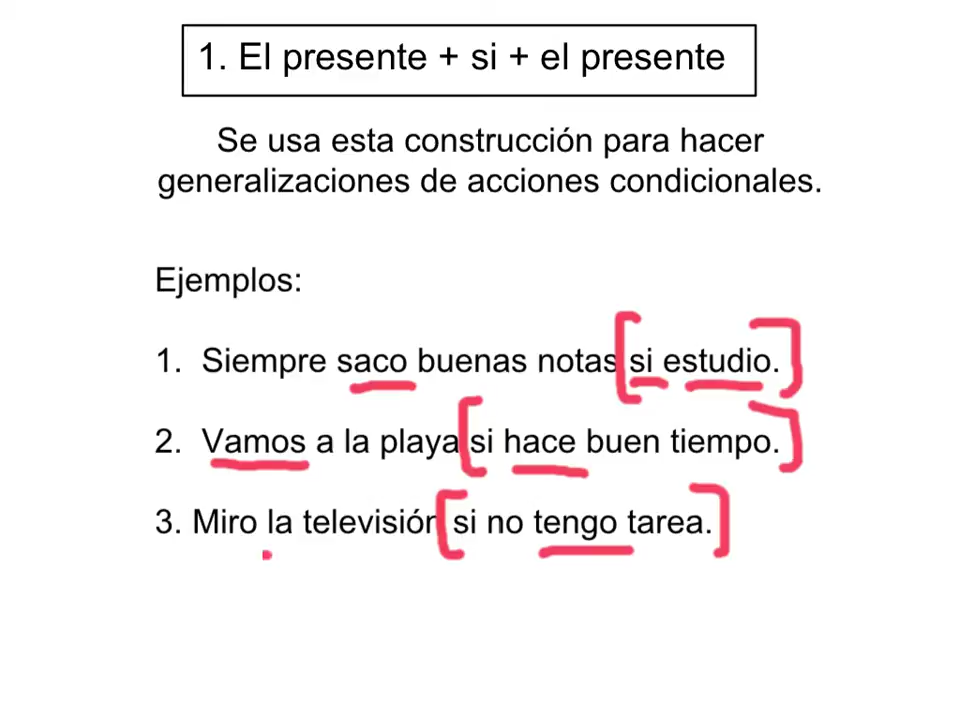 1. El presente + si + el presente
Se usa esta construcción para hacer
generalizaciones de acciones condicionales.
Ejemplos:
1. Siempre saco buenas notas si estudio.
2. Vamos a la playa si hace buen tiempo.
3. Miro la televisión si no tengo tarea.